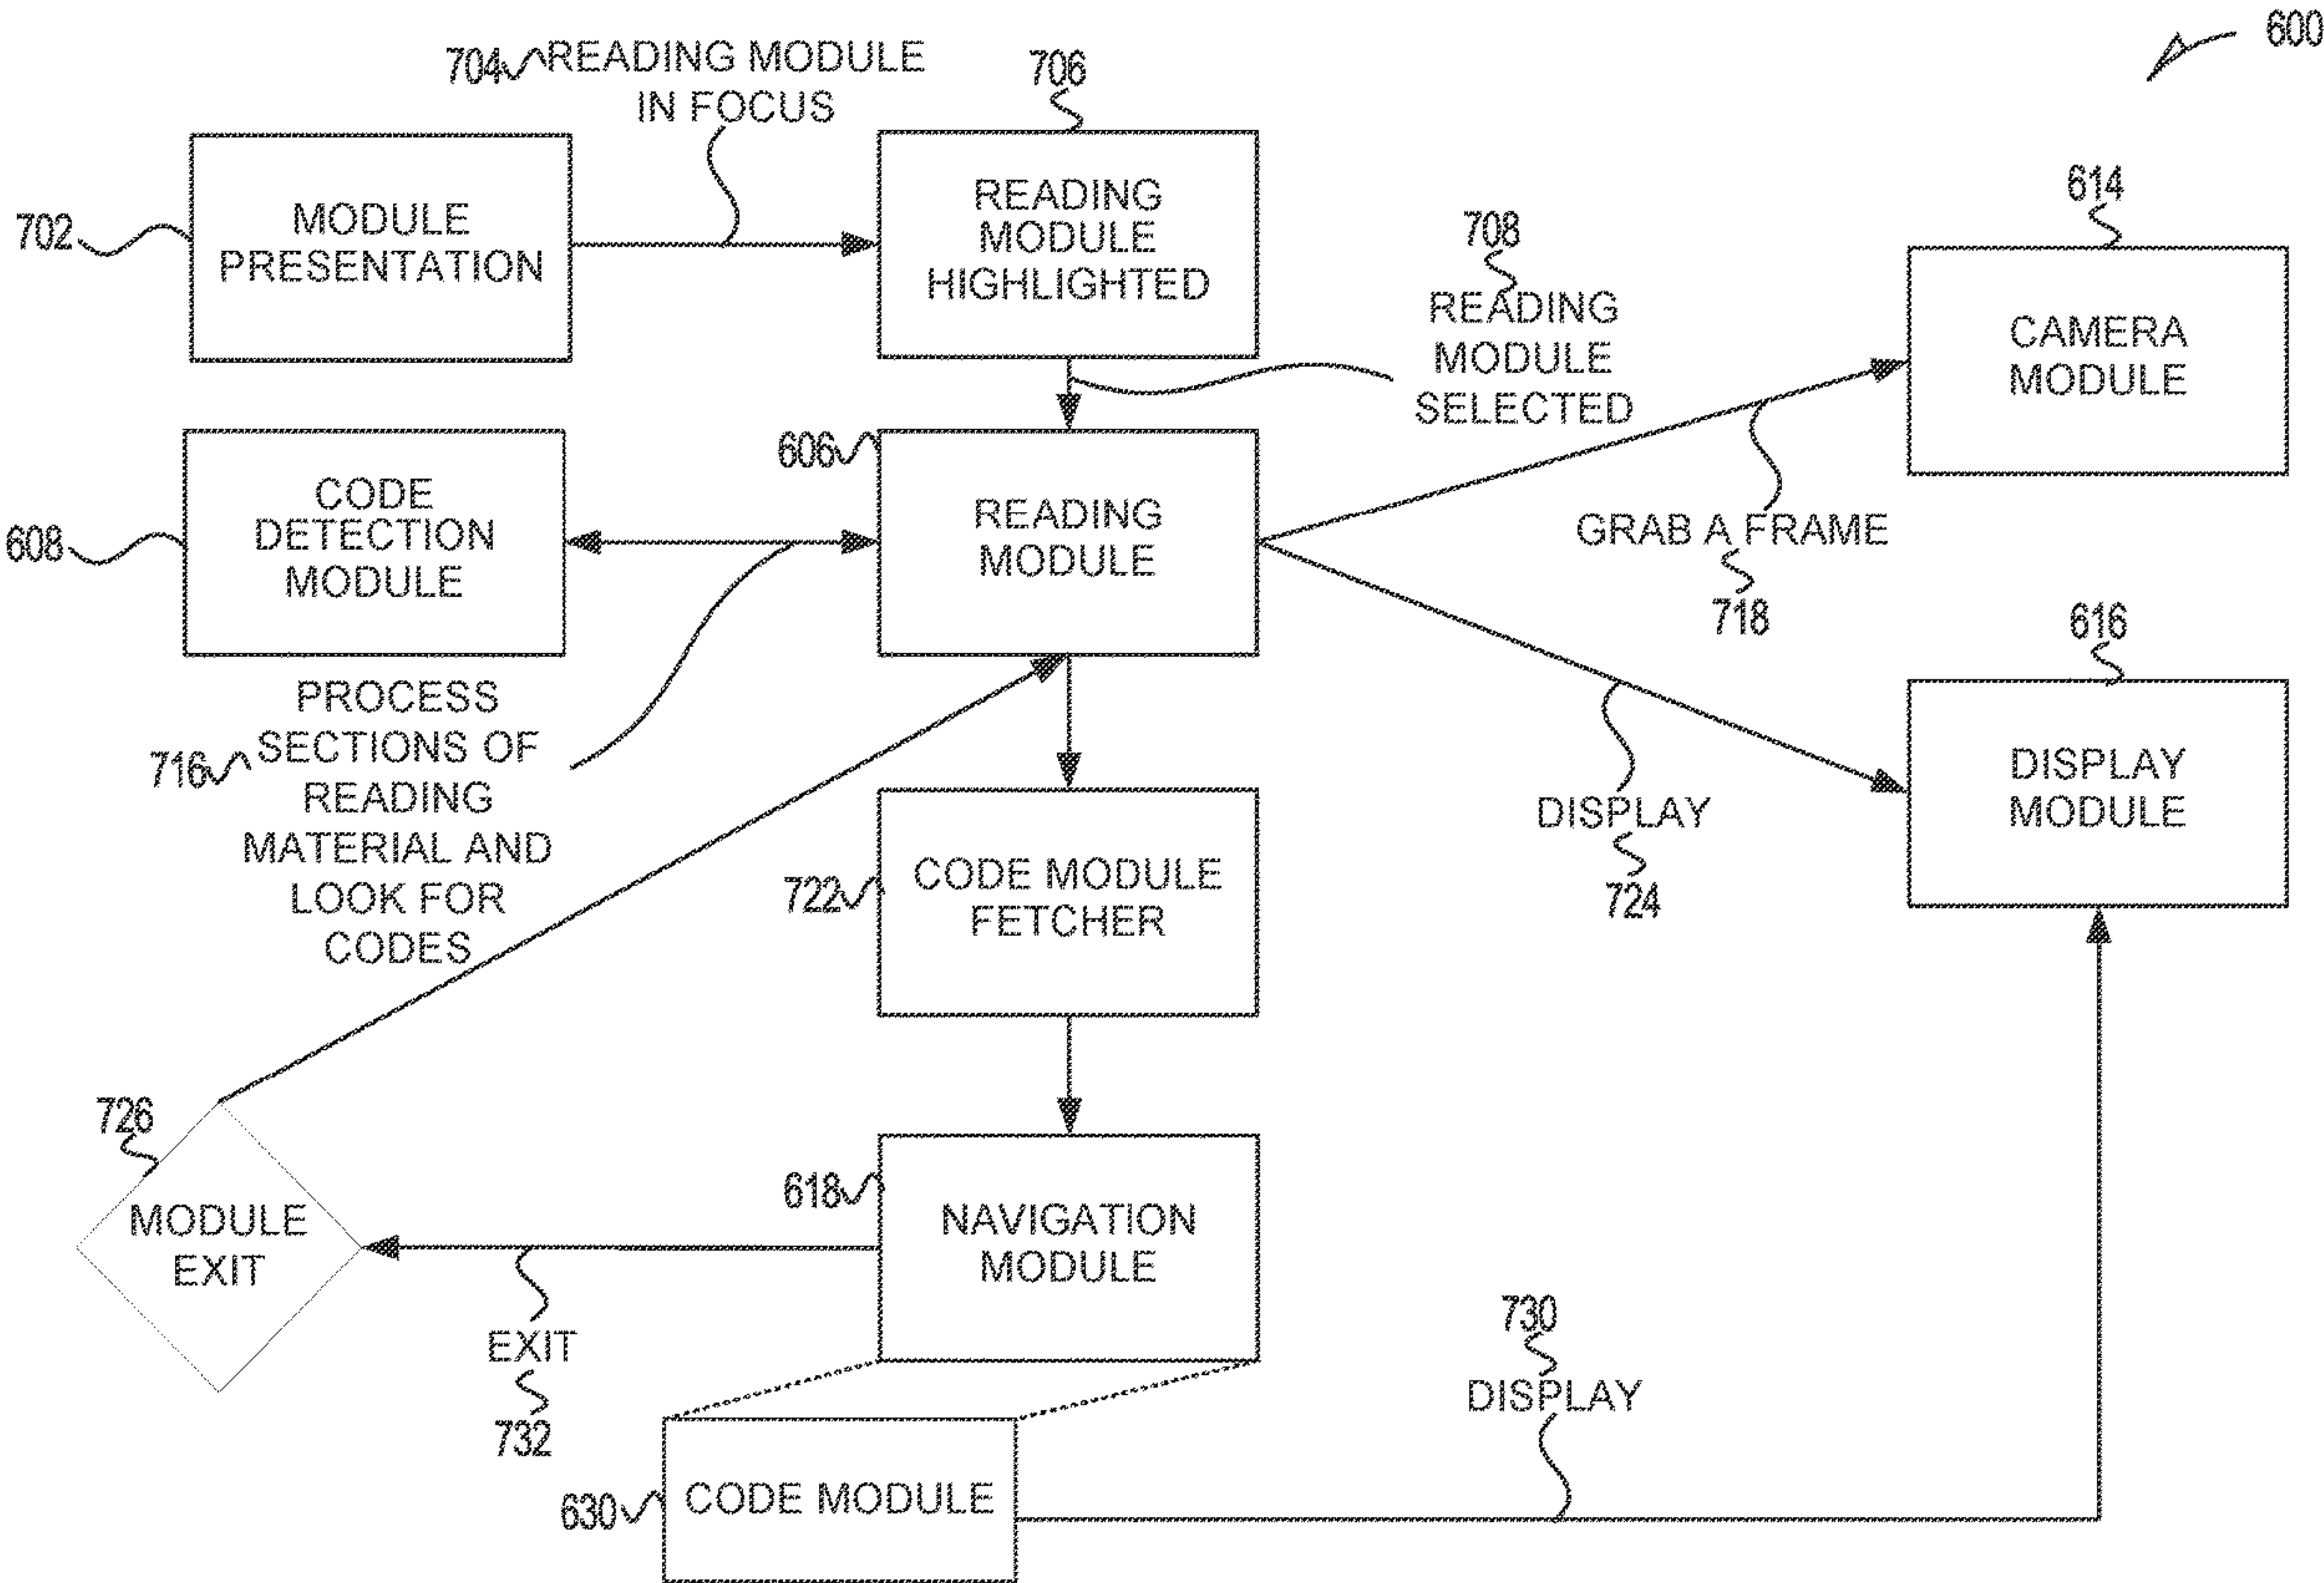 600
704 READING MODULE
IN FOCUS
706
702
MODULE
PRESENTATION
READING
MODULE
HIGHLIGHTED
708
READING
MODULE
SELECTED
614
CAMERA
MODULE
608
CODE
DETECTION
MODULE
606
READING
MODULE
GRAB A FRAME
718
616
DISPLAY
MODULE
716
PROCESS
SECTIONS OF
READING
MATERIAL AND
LOOK FOR
CODES
722
CODE MODULE
FETCHER
DISPLAY
724
726
MODULE
EXIT
618
NAVIGATION
MODULE
EXIT
732
730
DISPLAY
630
CODE MODULE